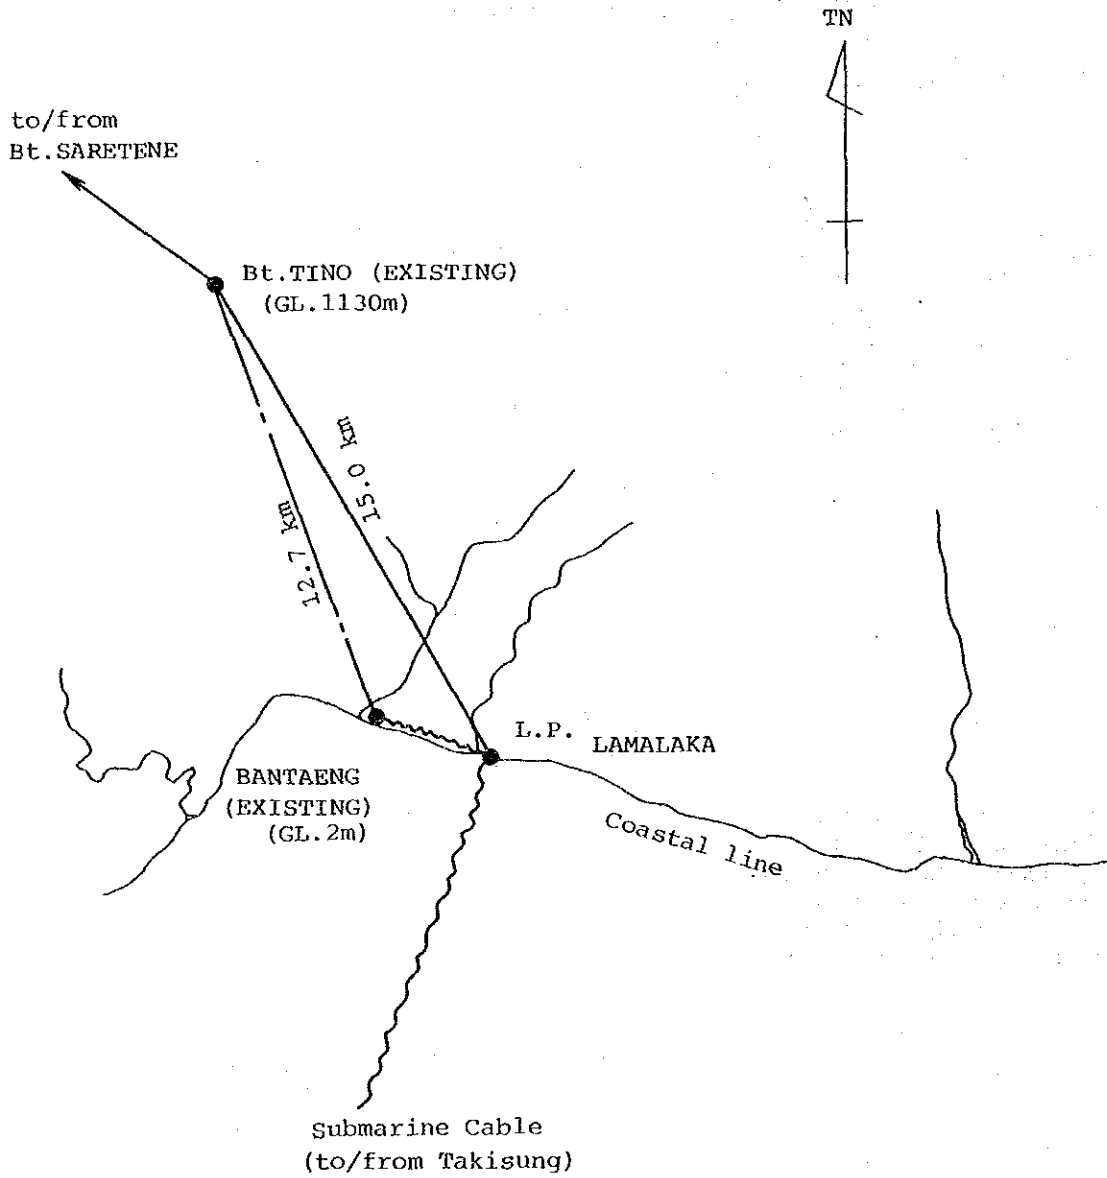 TN
to/from
Bt.SARETENE
Bt.TINO (EXISTING)
(GL.1130m)
15.0 km
12.7 km
L.P. LAMALAKA
BANTAENG
(EXISTING)
(GL.2m)
Coastal line
Submarine Cable
(to/from Takisung)